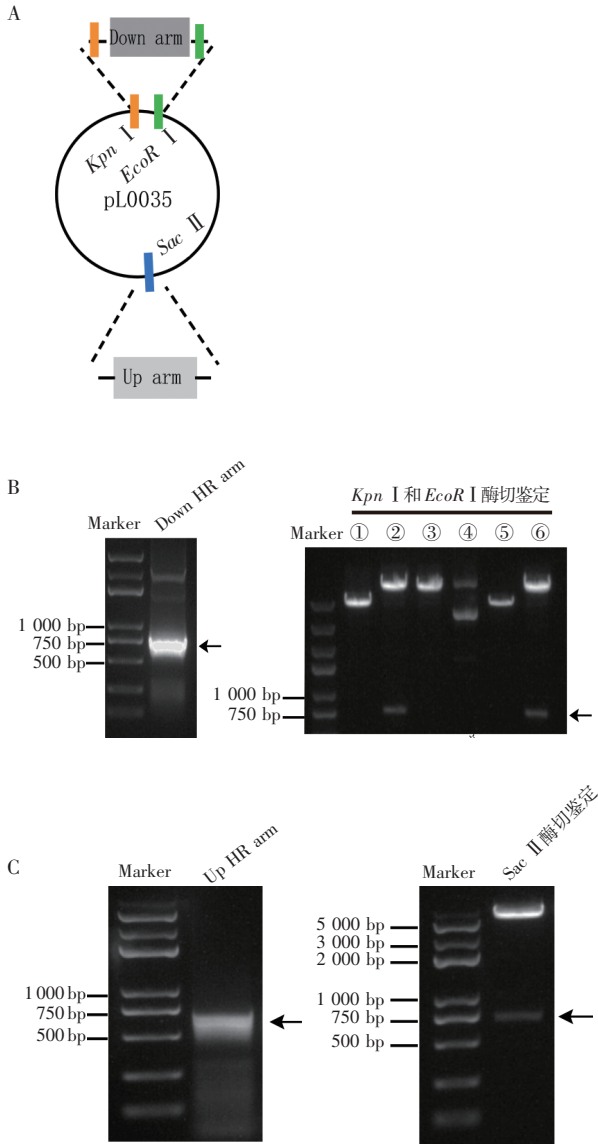 A
Down arm
Kpn Ⅰ
EcoR Ⅰ
pL0035
Sac Ⅱ
Up arm
B
Marker
Down HR arm
1 000 bp
750 bp
500 bp
Kpn Ⅰ和EcoR Ⅰ酶切鉴定
Marker ① ② ③ ④ ⑤ ⑥
1 000 bp
750 bp
C
Marker
Up HR arm
1 000 bp
750 bp
500 bp
Marker
Sac Ⅱ酶切鉴定
5 000 bp
3 000 bp
2 000 bp
1 000 bp
750 bp
500 bp